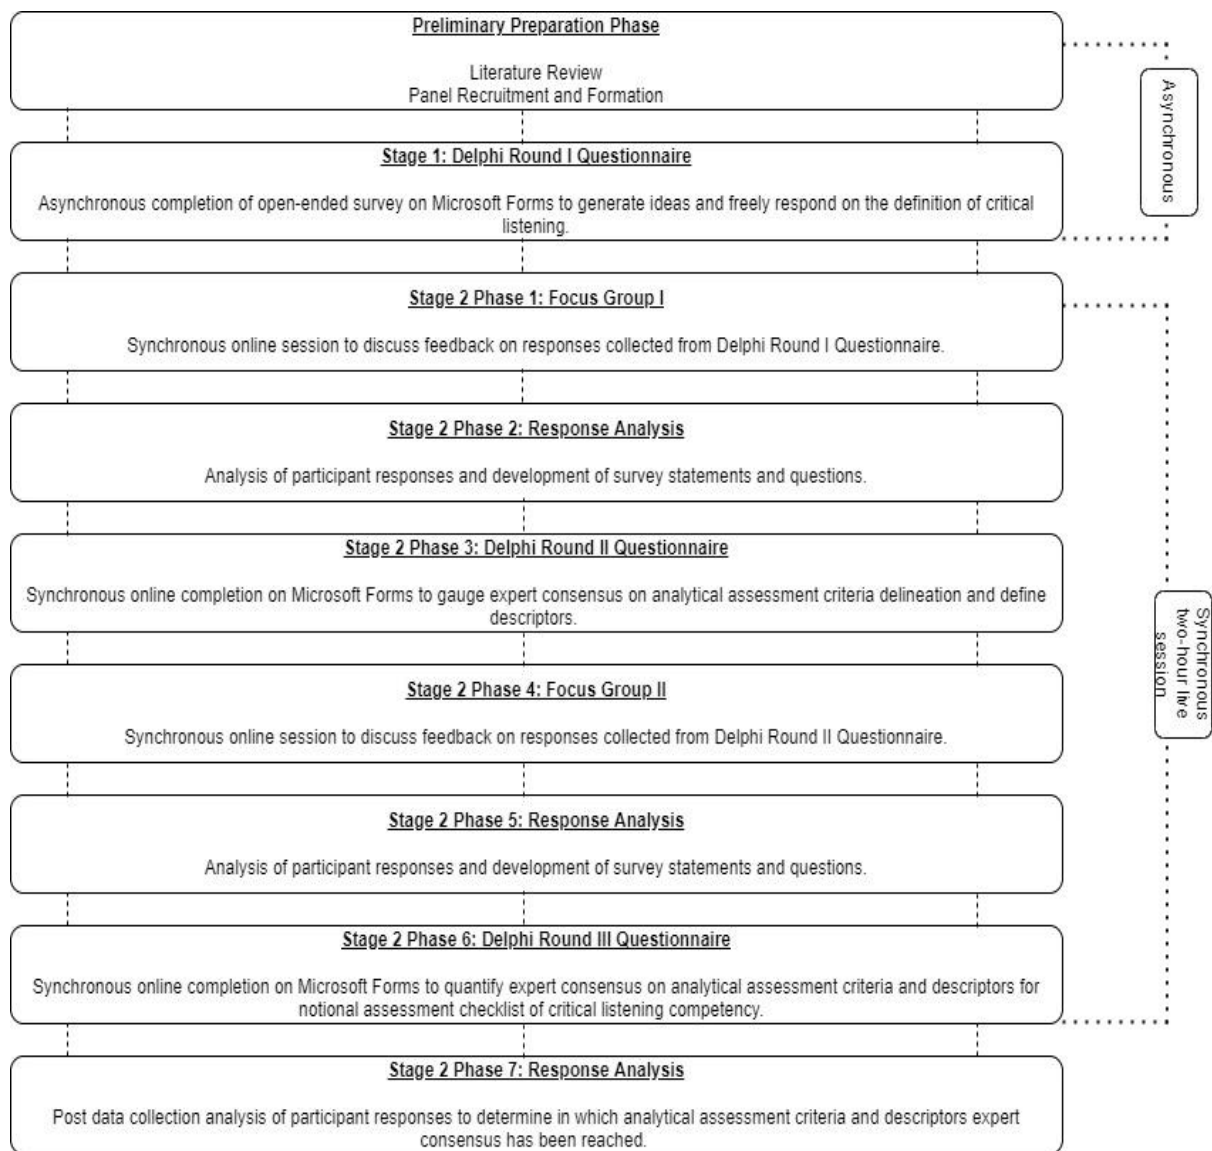 Preliminary Preparation Phase
Literature Review
Panel Recruitment and Formation
Asynchronous
Stage 1: Delphi Round I Questionnaire
Asynchronous completion of open-ended survey on Microsoft Forms to generate ideas and freely respond on the definition of critical
listening.
Stage 2 Phase 1: Focus Group I
Synchronous online session to discuss feedback on responses collected from Delphi Round I Questionnaire.
Stage 2 Phase 2: Response Analysis
Analysis of participant responses and development of survey statements and questions.
Stage 2 Phase 3: Delphi Round II Questionnaire
Synchronous online completion on Microsoft Forms to gauge expert consensus on analytical assessment criteria delineation and define
descriptors.
Synchronous
two-hour live
session
Stage 2 Phase 4: Focus Group II
Synchronous online session to discuss feedback on responses collected from Delphi Round II Questionnaire.
Stage 2 Phase 5: Response Analysis
Analysis of participant responses and development of survey statements and questions.
Stage 2 Phase 6: Delphi Round III Questionnaire
Synchronous online completion on Microsoft Forms to quantify expert consensus on analytical assessment criteria and descriptors for
notional assessment checklist of critical listening competency.
Stage 2 Phase 7: Response Analysis
Post data collection analysis of participant responses to determine in which analytical assessment criteria and descriptors expert
consensus has been reached.